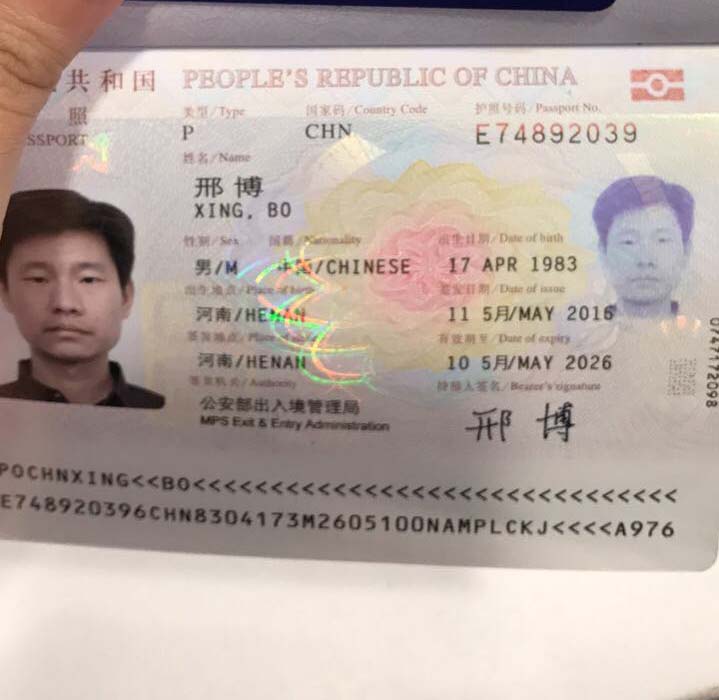 共和国 PEOPLE'S REPUBLIC OF CHINA
照
SSPORT
类型/Type 国家码/Country Code 护照号码/Passport No.
P CHN E74892039
姓名/Name
邢博
XING, BO
性别/Sex 国籍/Nationality 出生日期/Date of birth
男/M /CHINESE 17 APR 1983
出生地点/Place of birth 签发日期/Date of issue
河南/HENAN 11 5月/MAY 2016
签发地点/Place 有效期至/Date of expiry
河南/HENAN 10 5月/MAY 2026
签发机关/Authority 持照人签名/Bearer's signature
公安部出入境管理局 邢博
MPS Exit & Entry Administration
POCHNXING<<BO<<<<<<<<<<<<<<<<<<<<<<<<<<<<<<<
E748920396CHN8304173M2605100NAMPLCKJ<<<<A976